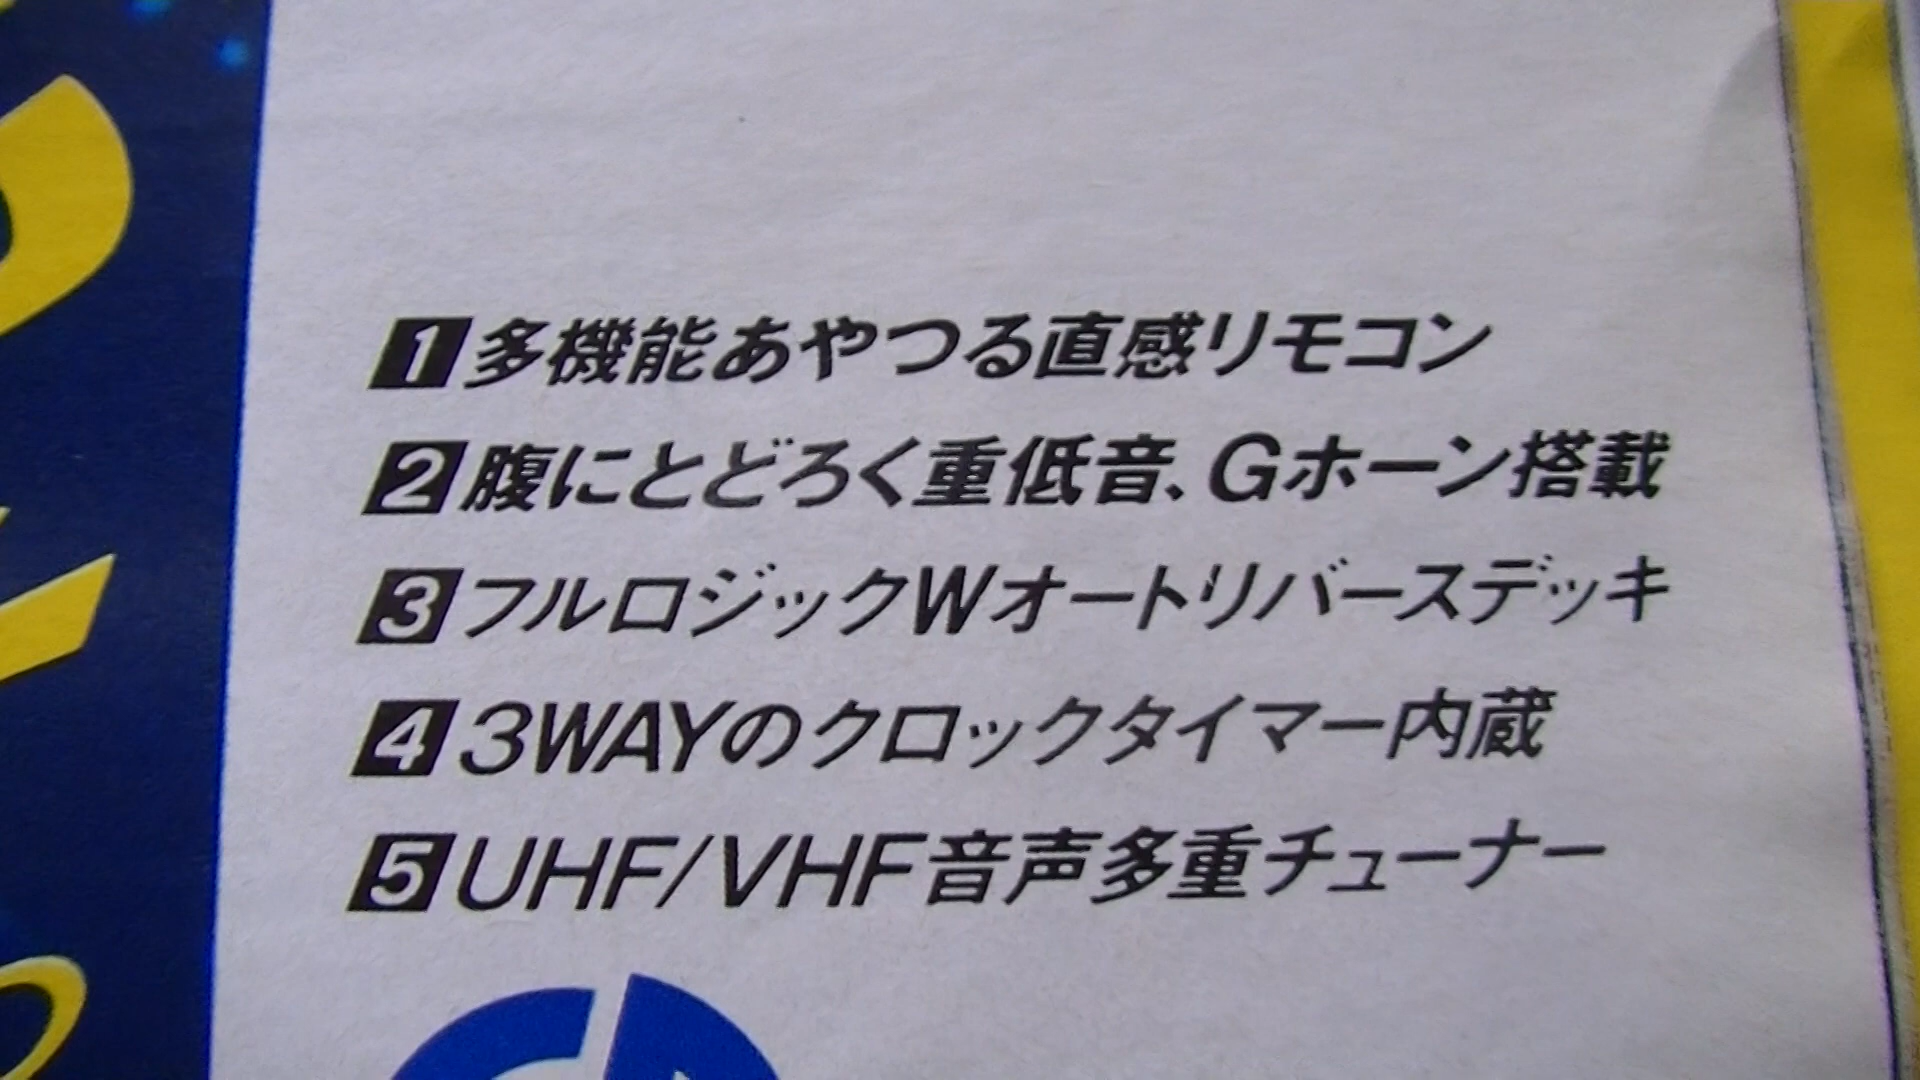 1多機能あやつる直感リモコン
2腹にとどろく重低音、Gホーン搭載
3フルロジックWオートリバースデッキ
43WAYのクロックタイマー内蔵
5UHF/VHF音声多重チューナー